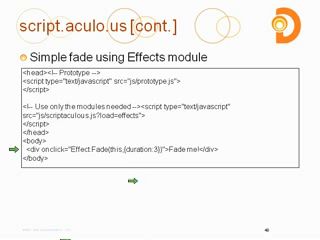 script.aculo.us [cont.]
Simple fade using Effects module
<head><!-- Prototype -->
<script type="text/javascript" src="js/prototype.js">
</script>
<!-- Use only the modules needed --><script type="text/javascript"
src="js/scriptaculous.js?load=effects">
</script>
</head>
<body>
<div onclick="Effect.Fade(this,{duration:3})">Fade me!</div>
</body>